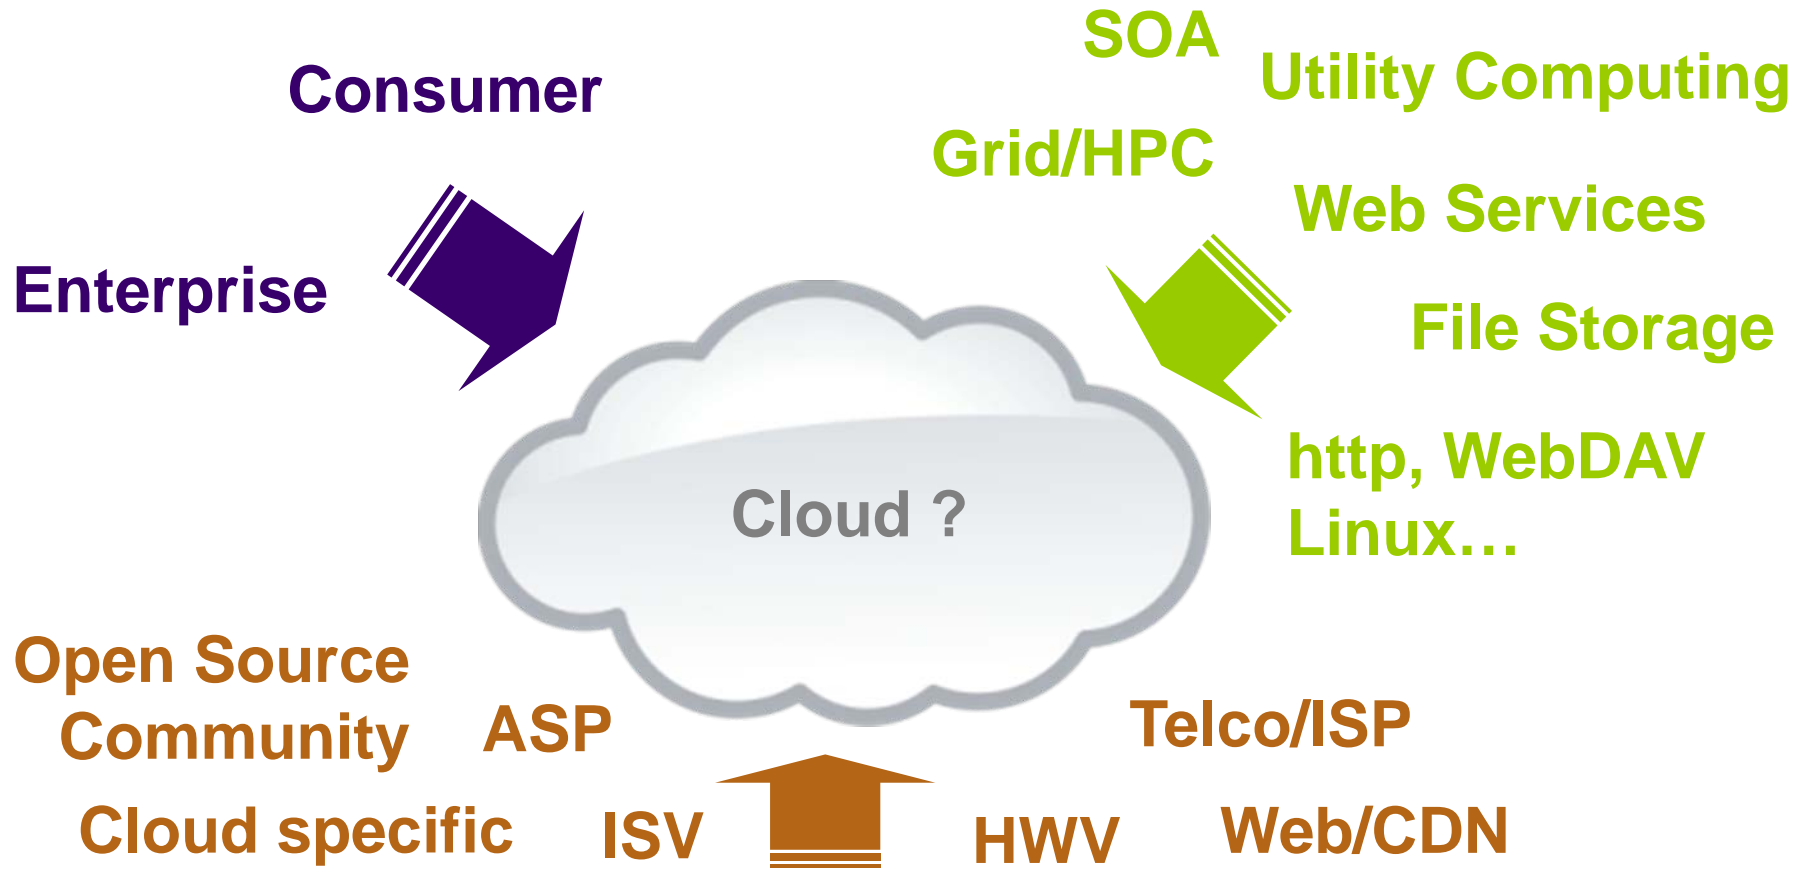 SOA
Consumer
Utility Computing
Grid/HPC
Web Services
Enterprise
File Storage
http, WebDAV
Linux…
Cloud ?
Open Source
Community
ASP
Telco/ISP
Cloud specific
ISV
HWV
Web/CDN